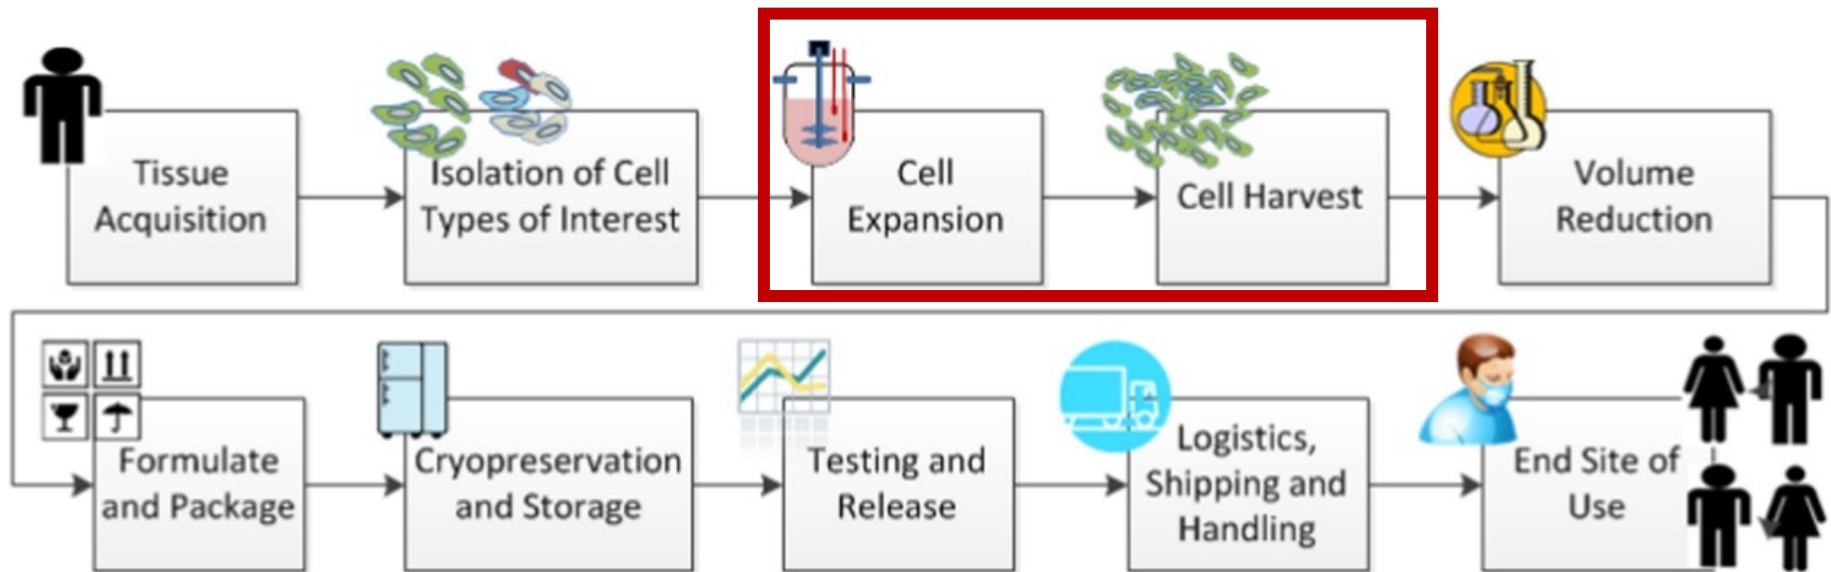 Tissue
Acquisition
Isolation of Cell
Types of Interest
Cell
Expansion
Cell Harvest
Volume
Reduction
Formulate
and Package
Cryopreservation
and Storage
Testing and
Release
Logistics,
Shipping and
Handling
End Site of
Use